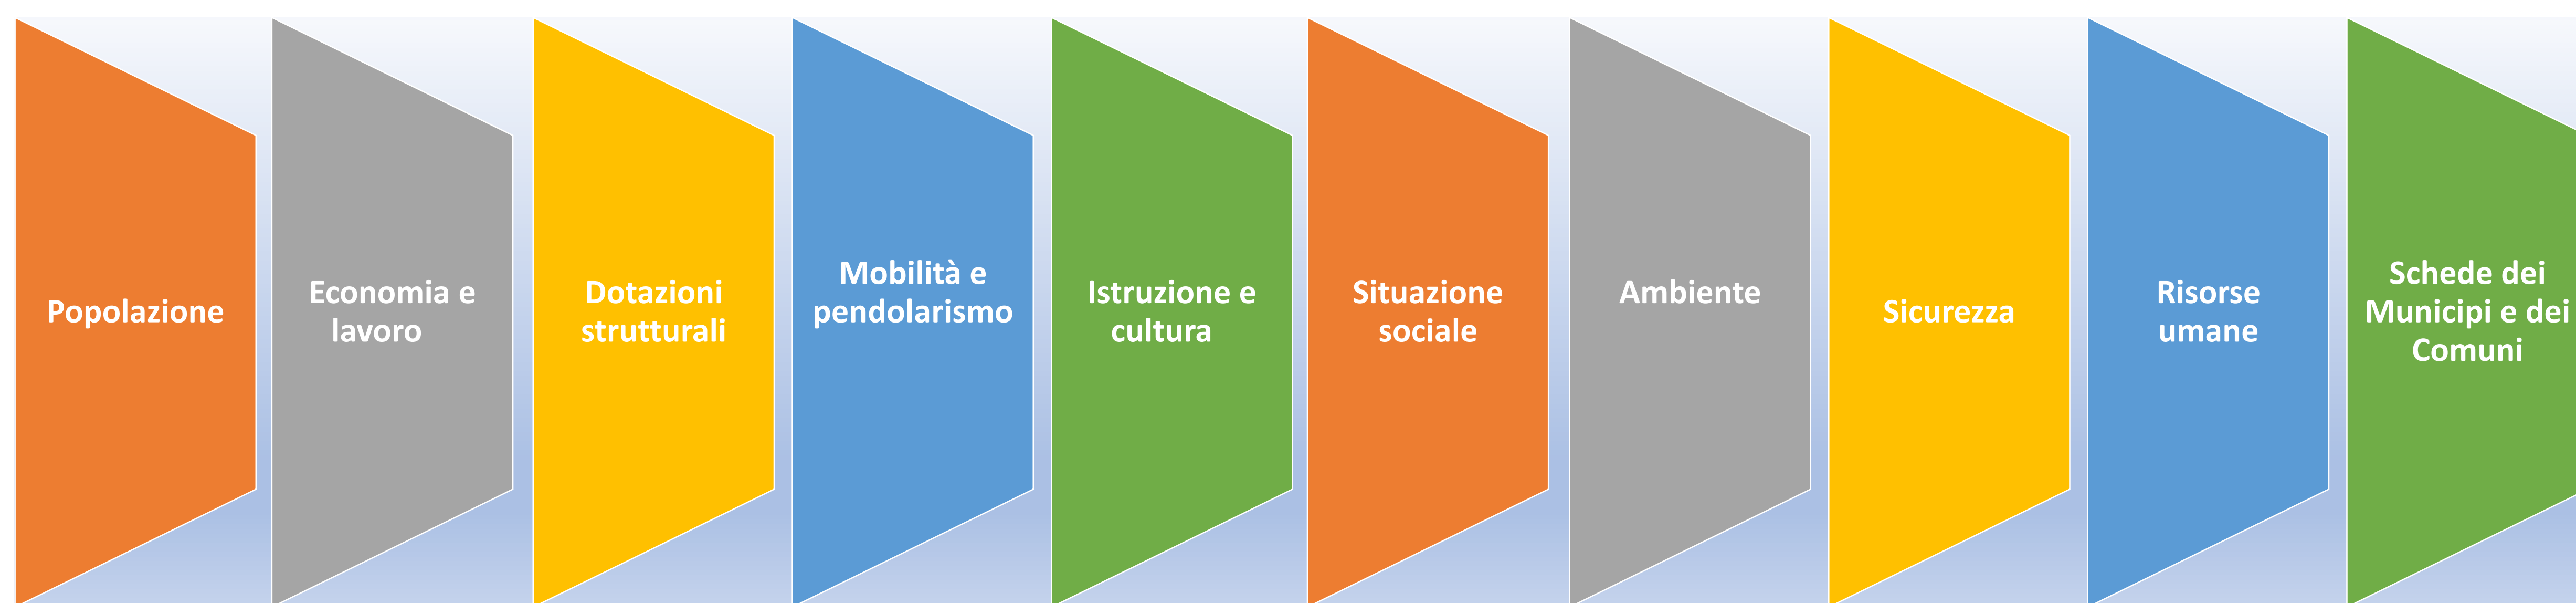 Popolazione
Economia e
lavoro
Dotazioni
strutturali
Mobilità e
pendolarismo
Istruzione e
cultura
Situazione
sociale
Ambiente
Sicurezza
Risorse
umane
Schede dei
Municipi e dei
Comuni